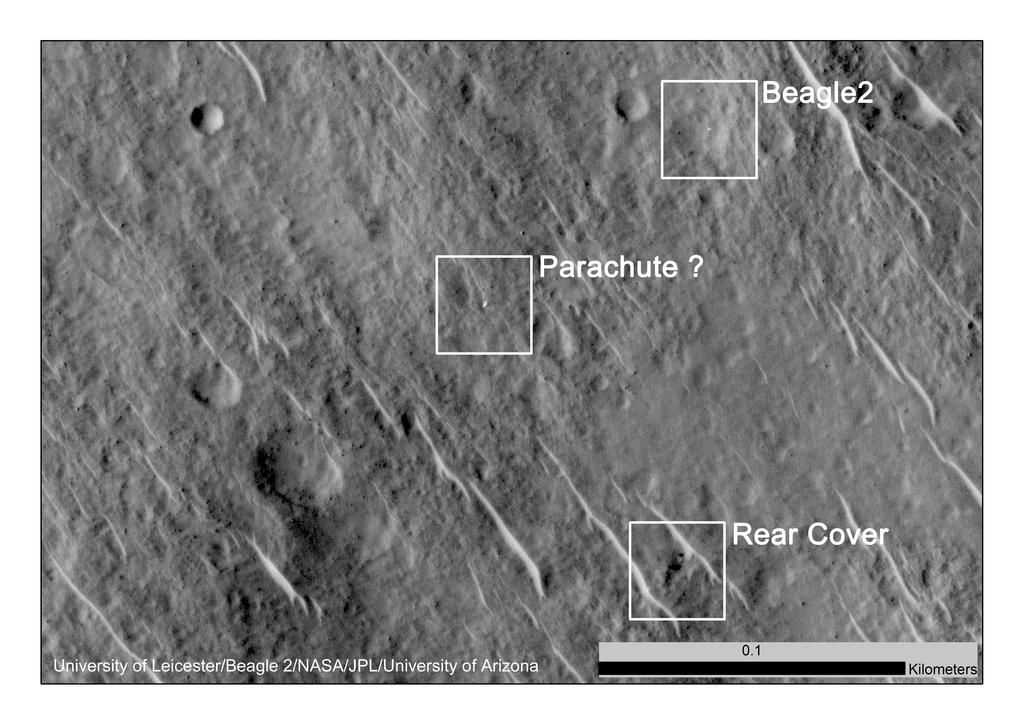 Beagle2
Parachute ?
Rear Cover
0.1
Kilometers
University of Leicester/Beagle 2/NASA/JPL/University of Arizona